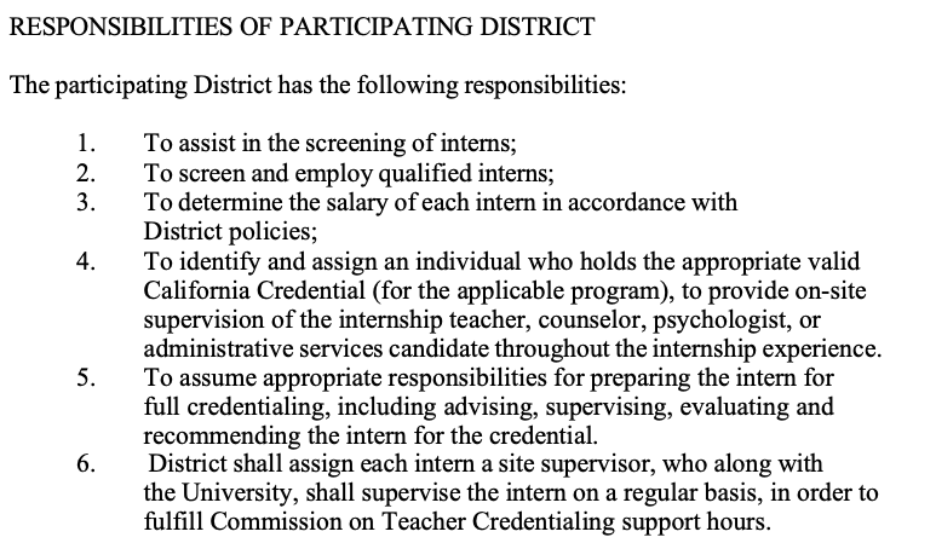 RESPONSIBILITIES OF PARTICIPATING DISTRICT
The participating District has the following responsibilities:
1. To assist in the screening of interns;
2. To screen and employ qualified interns;
3. To determine the salary of each intern in accordance with
District policies;
4. To identify and assign an individual who holds the appropriate valid
California Credential (for the applicable program), to provide on-site
supervision of the internship teacher, counselor, psychologist, or
administrative services candidate throughout the internship experience.
5. To assume appropriate responsibilities for preparing the intern for
full credentialing, including advising, supervising, evaluating and
recommending the intern for the credential.
6. District shall assign each intern a site supervisor, who along with
the University, shall supervise the intern on a regular basis, in order to
fulfill Commission on Teacher Credentialing support hours.